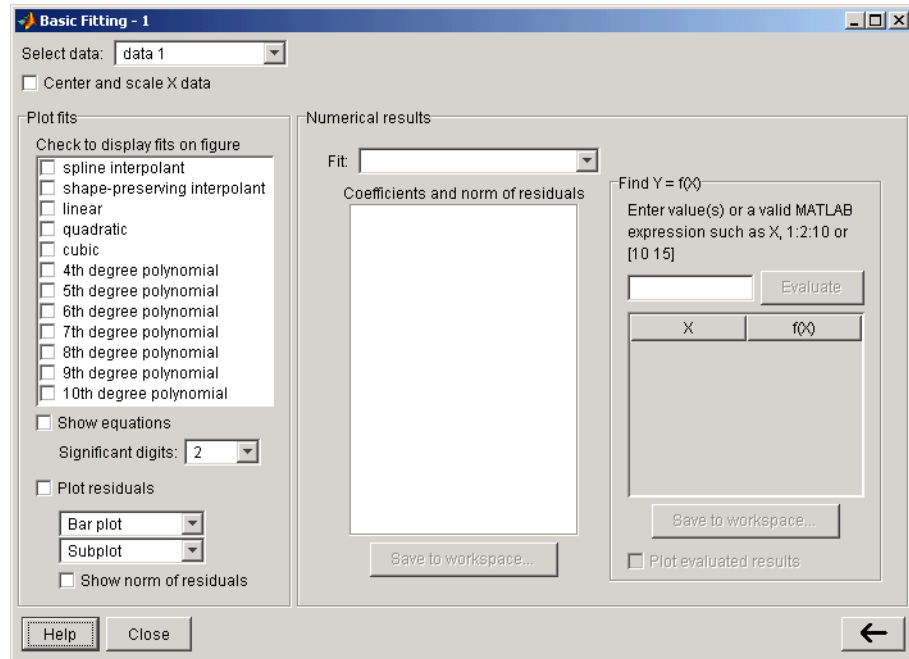 Basic Fitting - 1
Select data: data 1
Center and scale X data
Plot fits
Check to display fits on figure
spline interpolant
shape-preserving interpolant
linear
quadratic
cubic
4th degree polynomial
5th degree polynomial
6th degree polynomial
7th degree polynomial
8th degree polynomial
9th degree polynomial
10th degree polynomial
Show equations
Significant digits: 2
Plot residuals
Bar plot
Subplot
Show norm of residuals
Numerical results
Fit:
Coefficients and norm of residuals
Save to workspace...
Find Y = f(X)
Enter value(s) or a valid MATLAB
expression such as X, 1:2:10 or
[10 15]
Evaluate
X f(X)
Save to workspace...
Plot evaluated results
Help Close